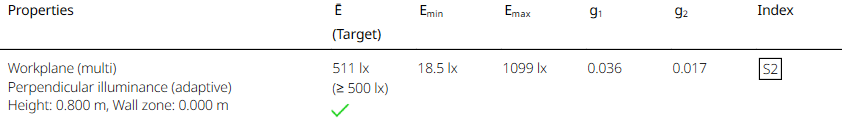 Properties Ē Emin Emax g1 g2 Index
(Target)
Workplane (multi) 511 lx 18.5 lx 1099 lx 0.036 0.017 S2
Perpendicular illuminance (adaptive) (≥ 500 lx)
Height: 0.800 m, Wall zone: 0.000 m